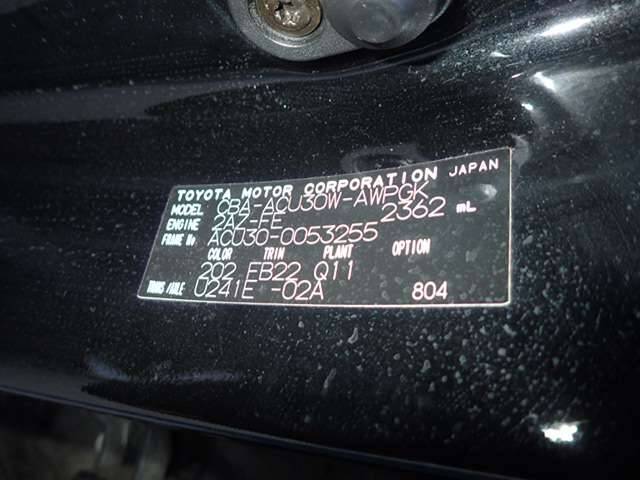 TOYOTA MOTOR CORPORATION JAPAN
MODEL CBA-ACU30W-AWPGK
ENGINE 2AZ-FE 2362 mL
FRAME No ACU30-0053255
COLOR TRIM PLANT OPTION
202 FB22 Q11
TRANS/AXLE U241E -02A 804